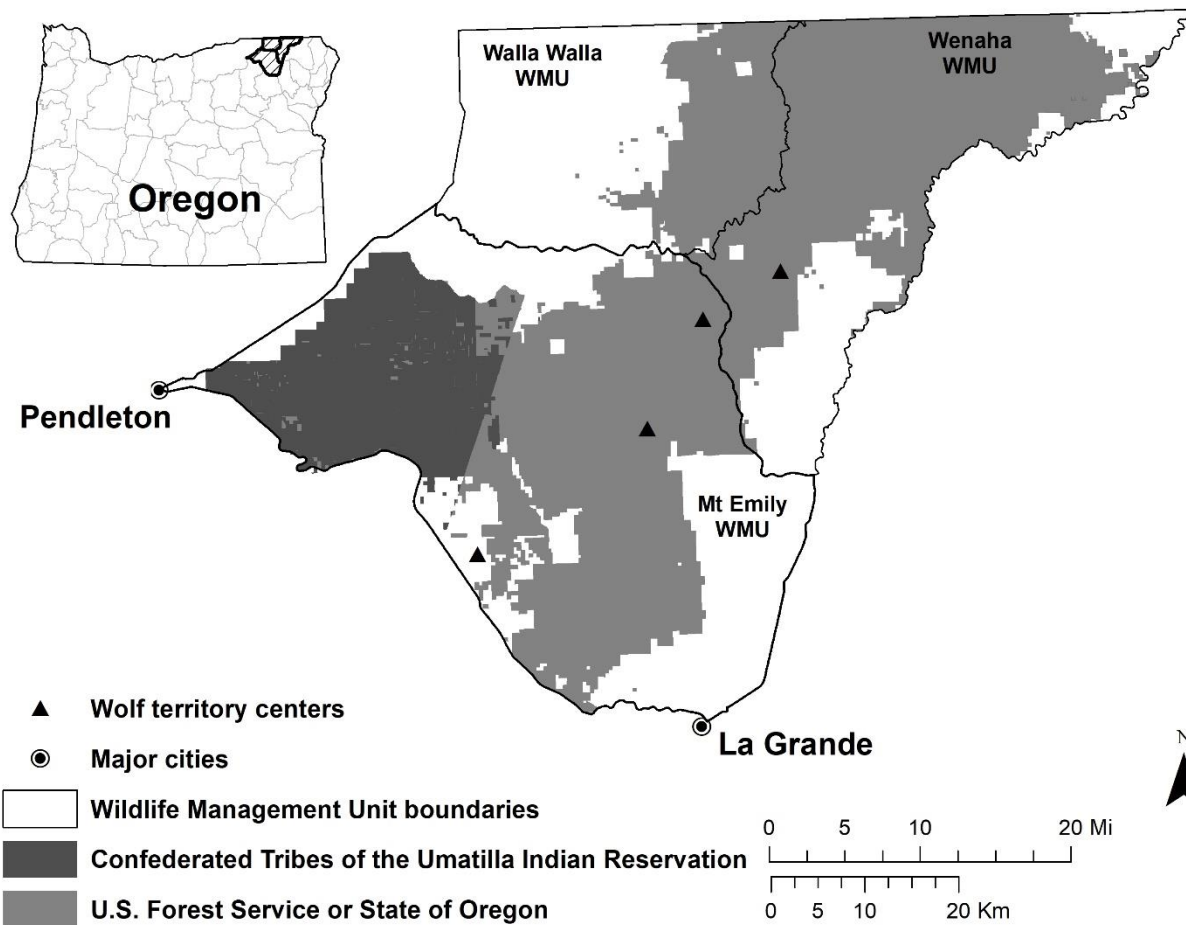 Walla Walla
WMU
Wenaha
WMU
Oregon
Pendleton
Mt Emily
WMU
La Grande
Wolf territory centers
Major cities
Wildlife Management Unit boundaries
Confederated Tribes of the Umatilla Indian Reservation
U.S. Forest Service or State of Oregon
N
0 5 10 20 Mi
0 5 10 20 Km